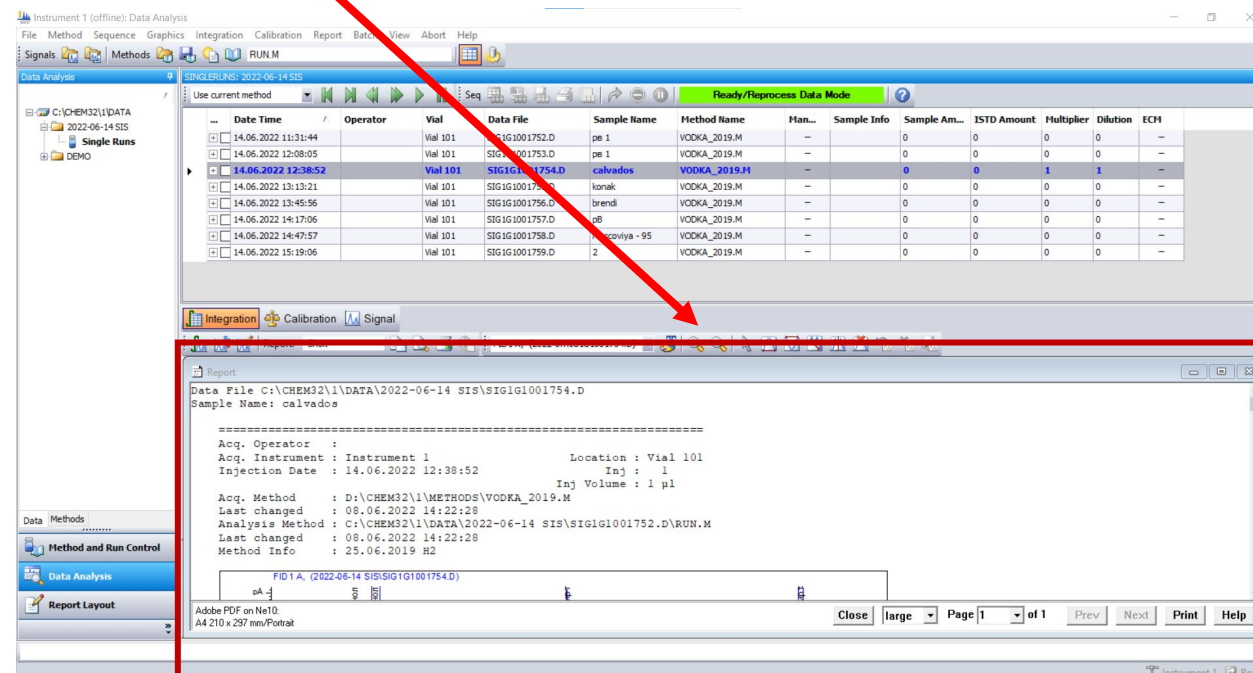 Instrument 1 (offline): Data Analysis
File Method Sequence Graphics Integration Calibration Report Batch View Abort Help
Signals Methods RUN.M
Data Analysis
SINGLERUNS: 2022-06-14 SIS
Use current method Seq Ready/Reprocess Data Mode
C:\CHEM32\1\DATA
2022-06-14 SIS
Single Runs
DEMO
... Date Time / Operator Vial Data File Sample Name Method Name Man... Sample Info Sample Am... ISTD Amount Multiplier Dilution ECM
14.06.2022 11:31:44 Vial 101 SIG1G1001752.D рв 1 VODKA_2019.M – 0 0 0 0 –
14.06.2022 12:08:05 Vial 101 1001753.D рв 1 VODKA_2019.M – 0 0 0 0 –
14.06.2022 12:38:52 Vial 101 SIG1G1001754.D calvados VODKA_2019.M – 0 0 1 1 –
14.06.2022 13:13:21 Vial 101 SIG1G100175 konak VODKA_2019.M – 0 0 0 0 –
14.06.2022 13:45:56 Vial 101 SIG1G1001756.D brendi VODKA_2019.M – 0 0 0 0 –
14.06.2022 14:17:06 Vial 101 SIG1G1001757.D рВ VODKA_2019.M – 0 0 0 0 –
14.06.2022 14:47:57 Vial 101 SIG1G1001758.D - 95 VODKA_2019.M – 0 0 0 0 –
14.06.2022 15:19:06 Vial 101 SIG1G1001759.D 2 VODKA_2019.M – 0 0 0 0 –
Integration Calibration Signal
Report
Data File C:\CHEM32\1\DATA\2022-06-14 SIS\SIG1G1001754.D
Sample Name: calvados
=====================================================================
Acq. Operator :
Acq. Instrument : Instrument 1 Location : Vial 101
Injection Date : 14.06.2022 12:38:52 Inj : 1
Inj Volume : 1 µl
Acq. Method : D:\CHEM32\1\METHODS\VODKA_2019.M
Last changed : 08.06.2022 14:22:28
Analysis Method : C:\CHEM32\1\DATA\2022-06-14 SIS\SIG1G1001752.D\RUN.M
Last changed : 08.06.2022 14:22:28
Method Info : 25.06.2019 H2
FID1 A, (2022-06-14 SIS\SIG1G1001754.D)
pA
Data Methods
Method and Run Control
Data Analysis
Report Layout
Adobe PDF on Ne10:
A4 210 x 297 mm/Portrait
Close large Page 1 of 1 Prev Next Print Help
Instrument 1